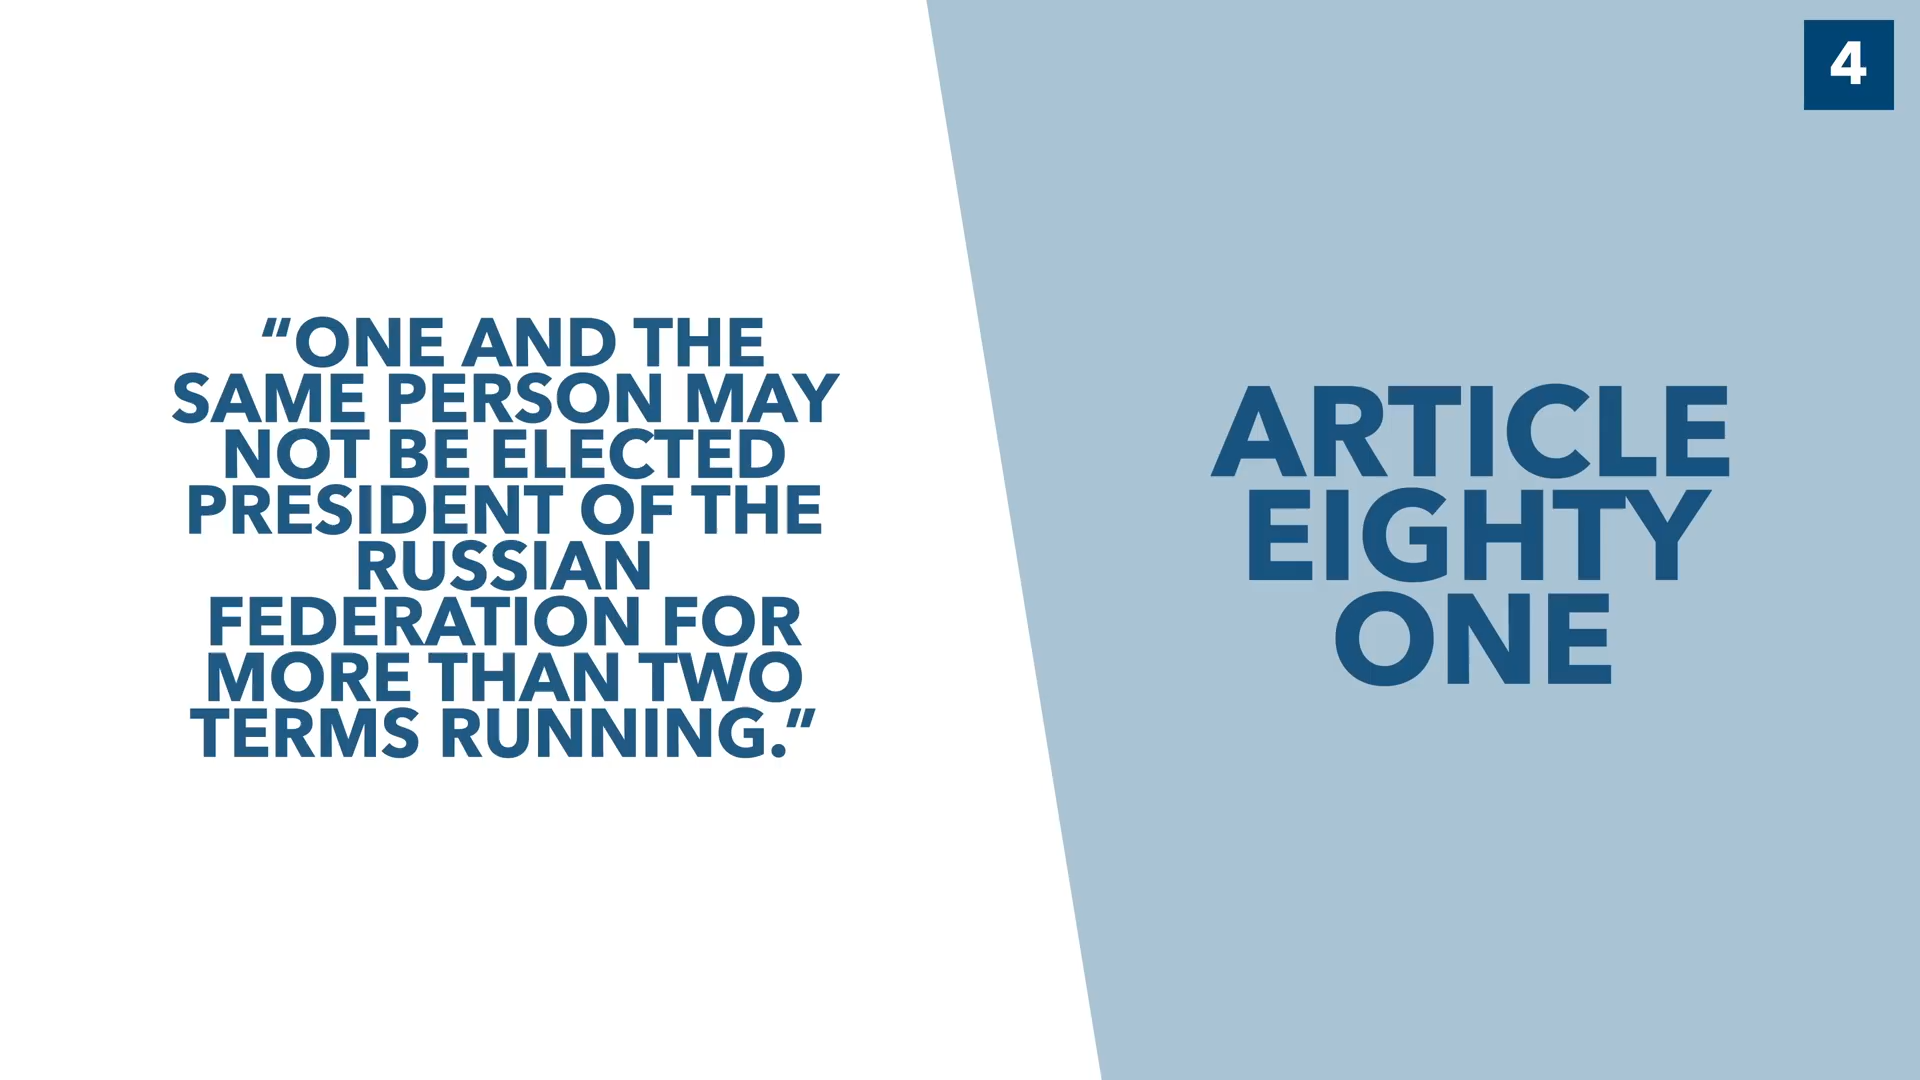 “ONE AND THE
SAME PERSON MAY
NOT BE ELECTED
PRESIDENT OF THE
RUSSIAN
FEDERATION FOR
MORE THAN TWO
TERMS RUNNING.”
ARTICLE
EIGHTY
ONE
4